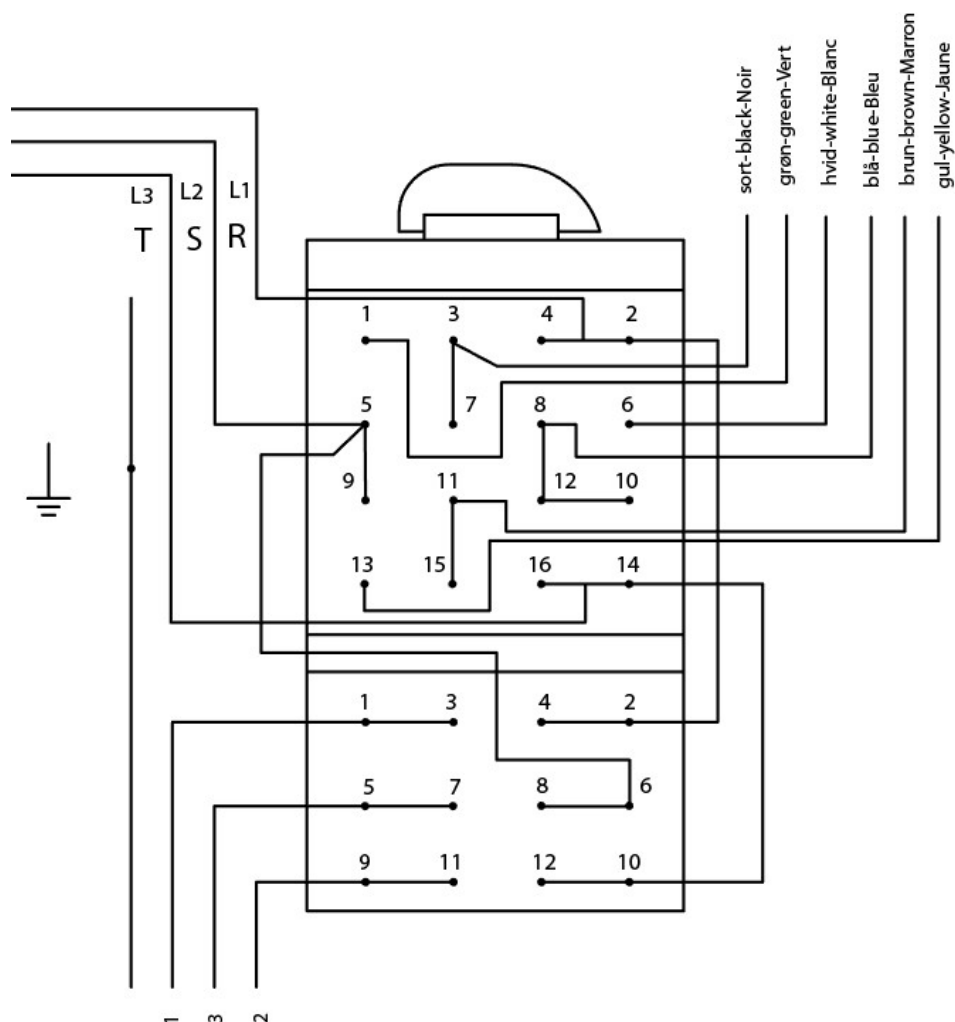 sort-black-Noir
grøn-green-Vert
hvid-white-Blanc
blå-blue-Bleu
brun-brown-Marron
gul-yellow-Jaune
L3 L2 L1
T S R
1 3 4 2
5 7 8 6
9 11 12 10
13 15 16 14
1 3 4 2
5 7 8 6
9 11 12 10
1 3 2